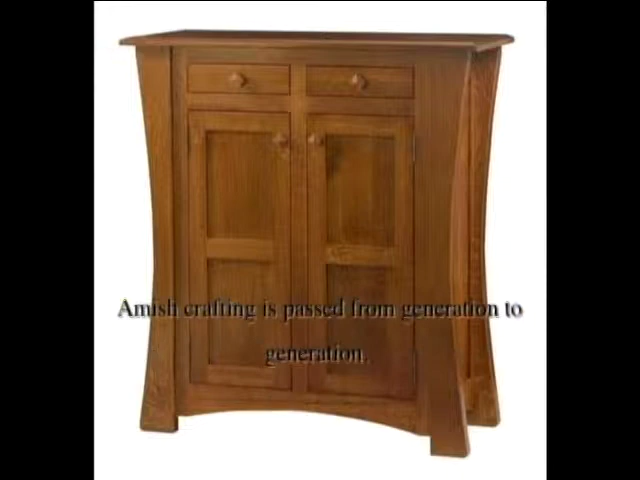 Amish crafting is passed from generation to
generation.